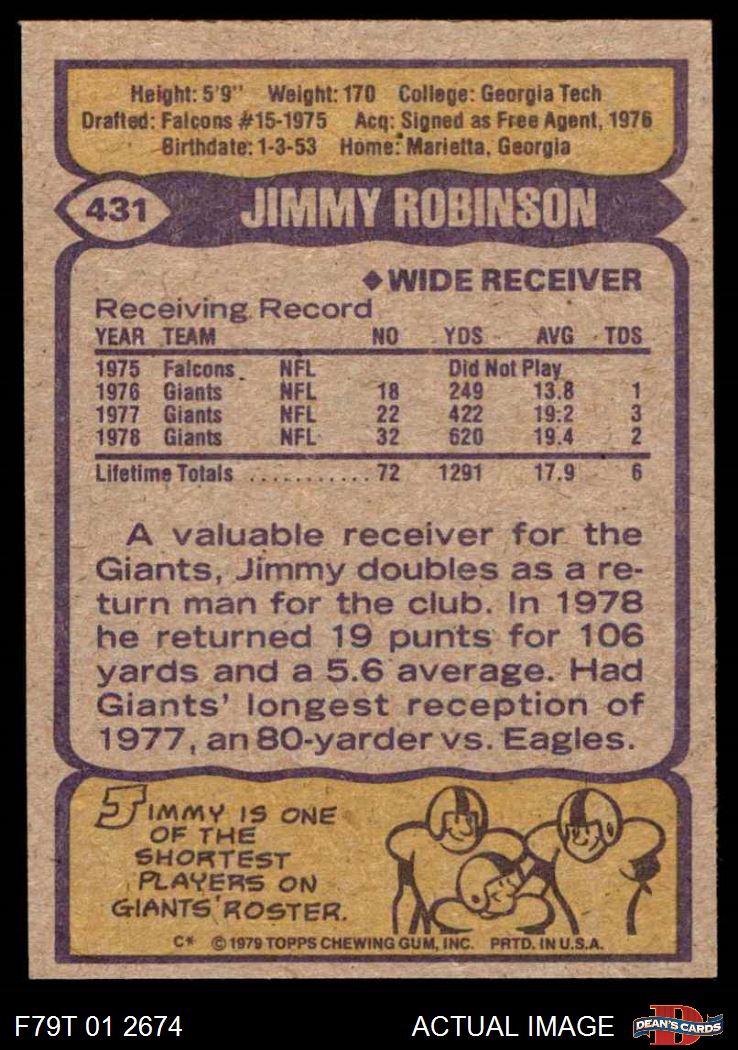 Height: 5'9" Weight: 170 College: Georgia Tech
Drafted: Falcons #15-1975 Acq: Signed as Free Agent, 1976
Birthdate: 1-3-53 Home: Marietta, Georgia
431 JIMMY ROBINSON
◆WIDE RECEIVER
Receiving Record
YEAR TEAM NO YDS AVG TDS
1975 Falcons NFL Did Not Play
1976 Giants NFL 18 249 13.8 1
1977 Giants NFL 22 422 19.2 3
1978 Giants NFL 32 620 19.4 2
Lifetime Totals ........... 72 1291 17.9 6
A valuable receiver for the
Giants, Jimmy doubles as a re-
turn man for the club. In 1978
he returned 19 punts for 106
yards and a 5.6 average. Had
Giants' longest reception of
1977, an 80-yarder vs. Eagles.
JIMMY IS ONE
OF THE
SHORTEST
PLAYERS ON
GIANTS' ROSTER.
C* © 1979 TOPPS CHEWING GUM, INC. PRTD. IN U.S.A.
F79T 01 2674 ACTUAL IMAGE D DEAN'S CARDS